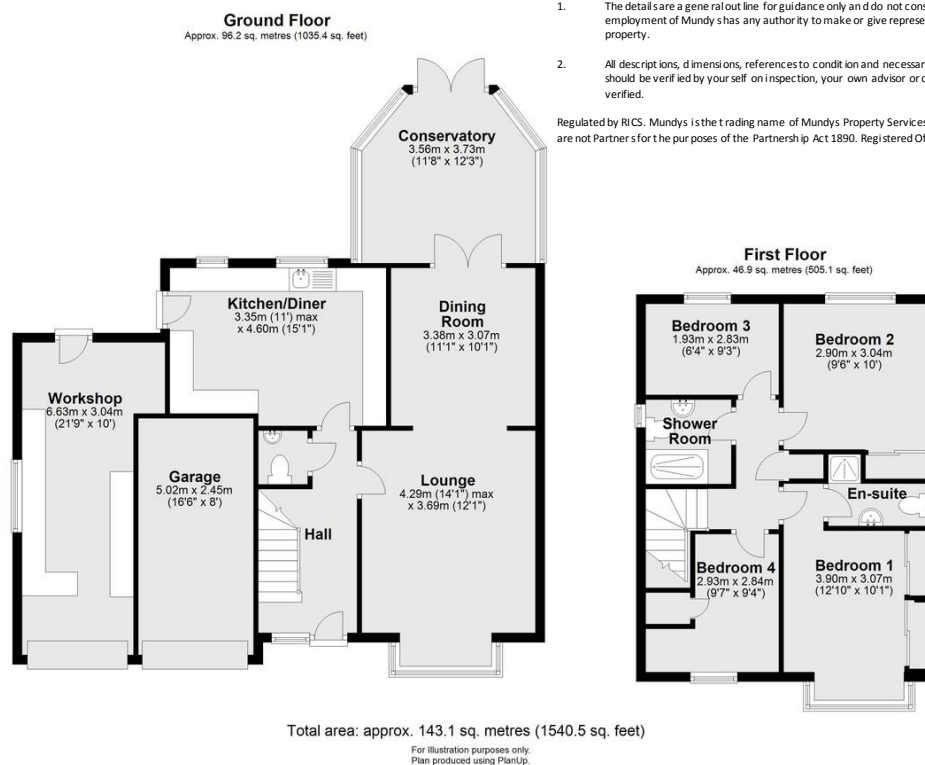 Ground Floor
Approx. 96.2 sq. metres (1035.4 sq. feet)
1. The details are a general outline for guidance only and do not cons
employment of Mundys has any authority to make or give represe
property.
2. All descriptions, dimensions, references to condition and necessar
should be verified by yourself on inspection, your own advisor or c
verified.
Regulated by RICS. Mundys is the trading name of Mundys Property Services
are not Partners for the purposes of the Partnership Act 1890. Registered Of
Conservatory
3.56m x 3.73m
(11'8" x 12'3")
Kitchen/Diner
3.35m (11') max
x 4.60m (15'1")
Dining
Room
3.38m x 3.07m
(11'1" x 10'1")
Workshop
6.63m x 3.04m
(21'9" x 10')
Garage
5.02m x 2.45m
(16'6" x 8')
Hall
Lounge
4.29m (14'1") max
x 3.69m (12'1")
First Floor
Approx. 46.9 sq. metres (505.1 sq. feet)
Bedroom 3
1.93m x 2.83m
(6'4" x 9'3")
Bedroom 2
2.90m x 3.04m
(9'6" x 10')
Shower
Room
En-suite
Bedroom 4
2.93m x 2.84m
(9'7" x 9'4")
Bedroom 1
3.90m x 3.07m
(12'10" x 10'1")
Total area: approx. 143.1 sq. metres (1540.5 sq. feet)
For Illustration purposes only.
Plan produced using PlanUp.